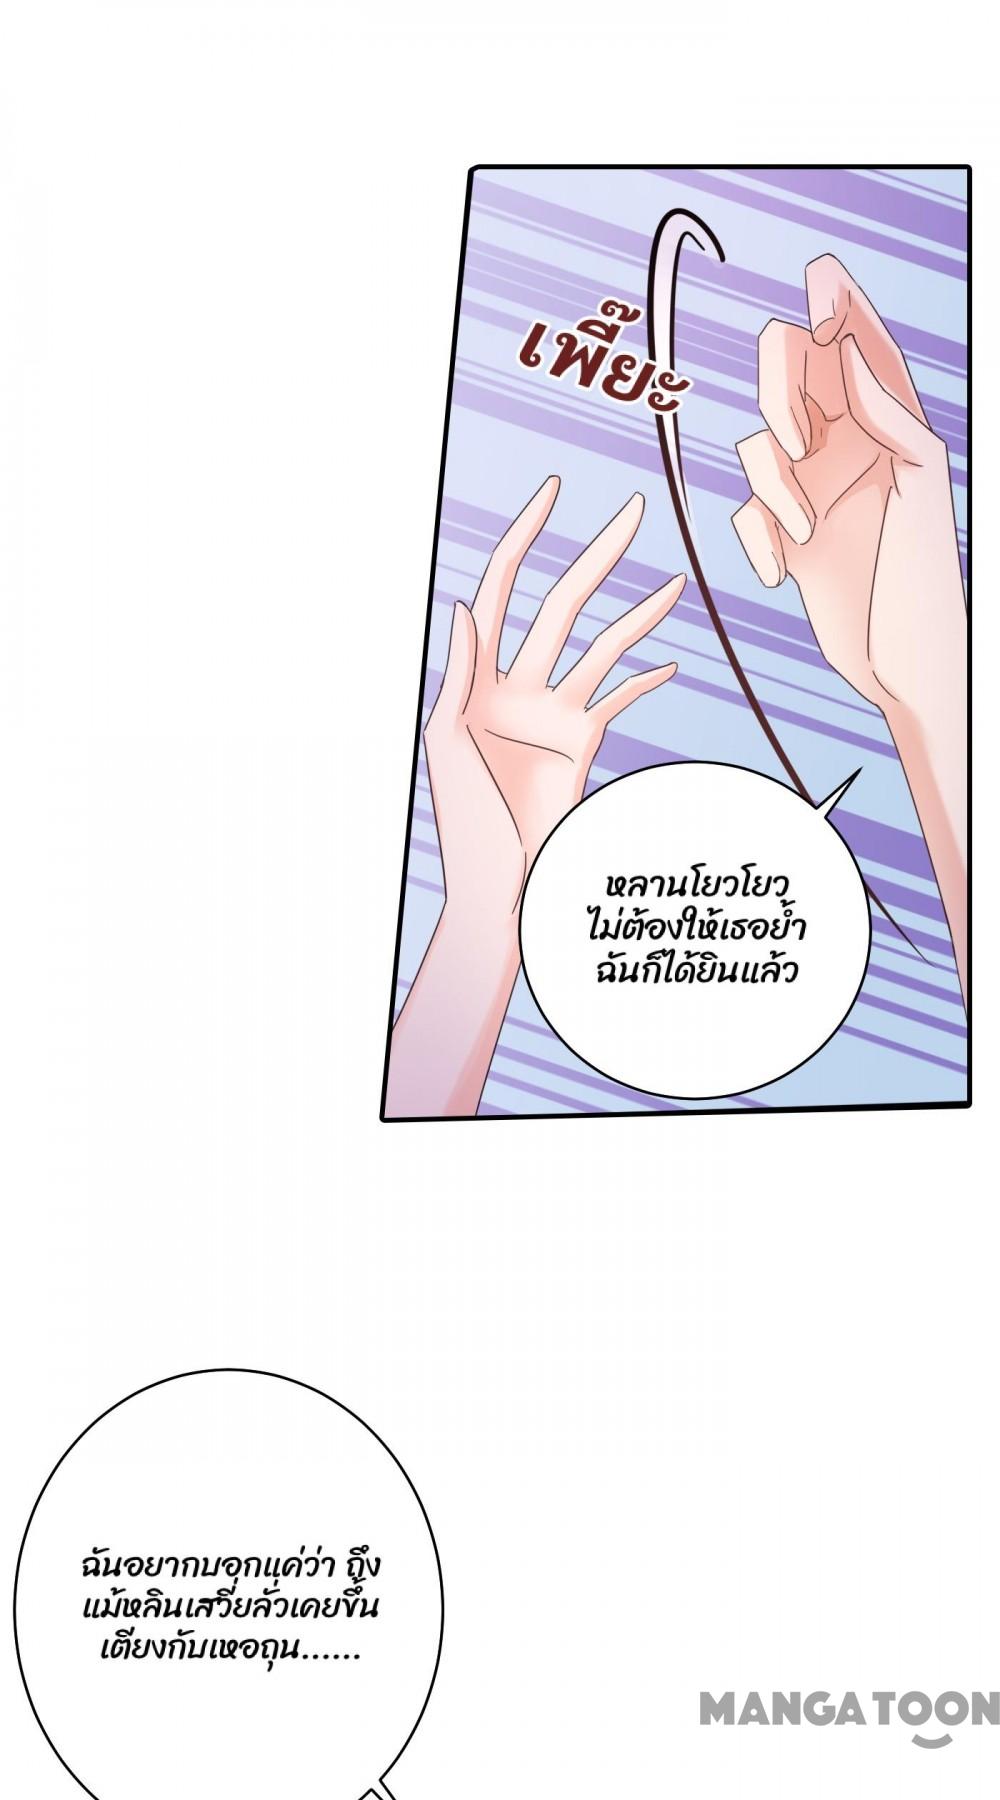 เพี๊ยะ
หลานโยวโยว
ไม่ต้องให้เธอย้ำ
ฉันก็ได้ยินแล้ว
ฉันอยากบอกแค่ว่า ถึง
แม้หลินเสวี่ยลั่วเคยขึ้น
เตียงกับเหอถุน......
MANGATOON